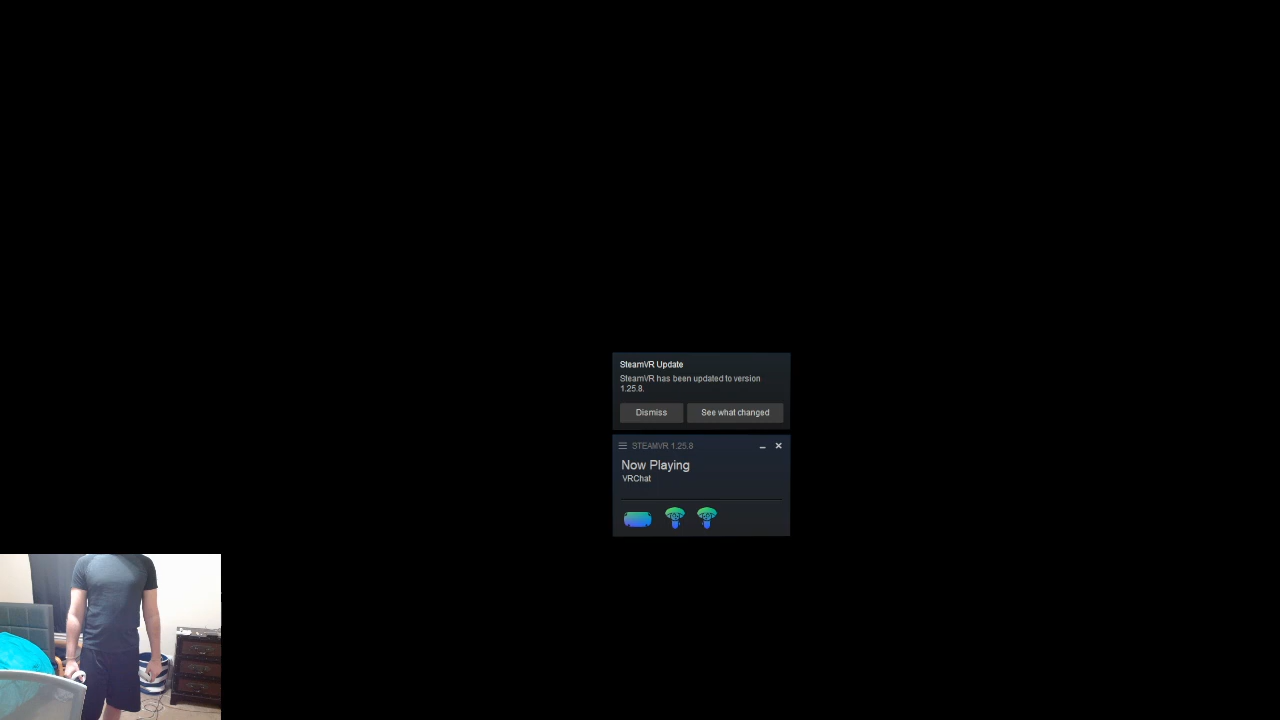 SteamVR Update
SteamVR has been updated to version
1.25.8.
Dismiss
See what changed
STEAMVR 1.25.8
Now Playing
VRChat